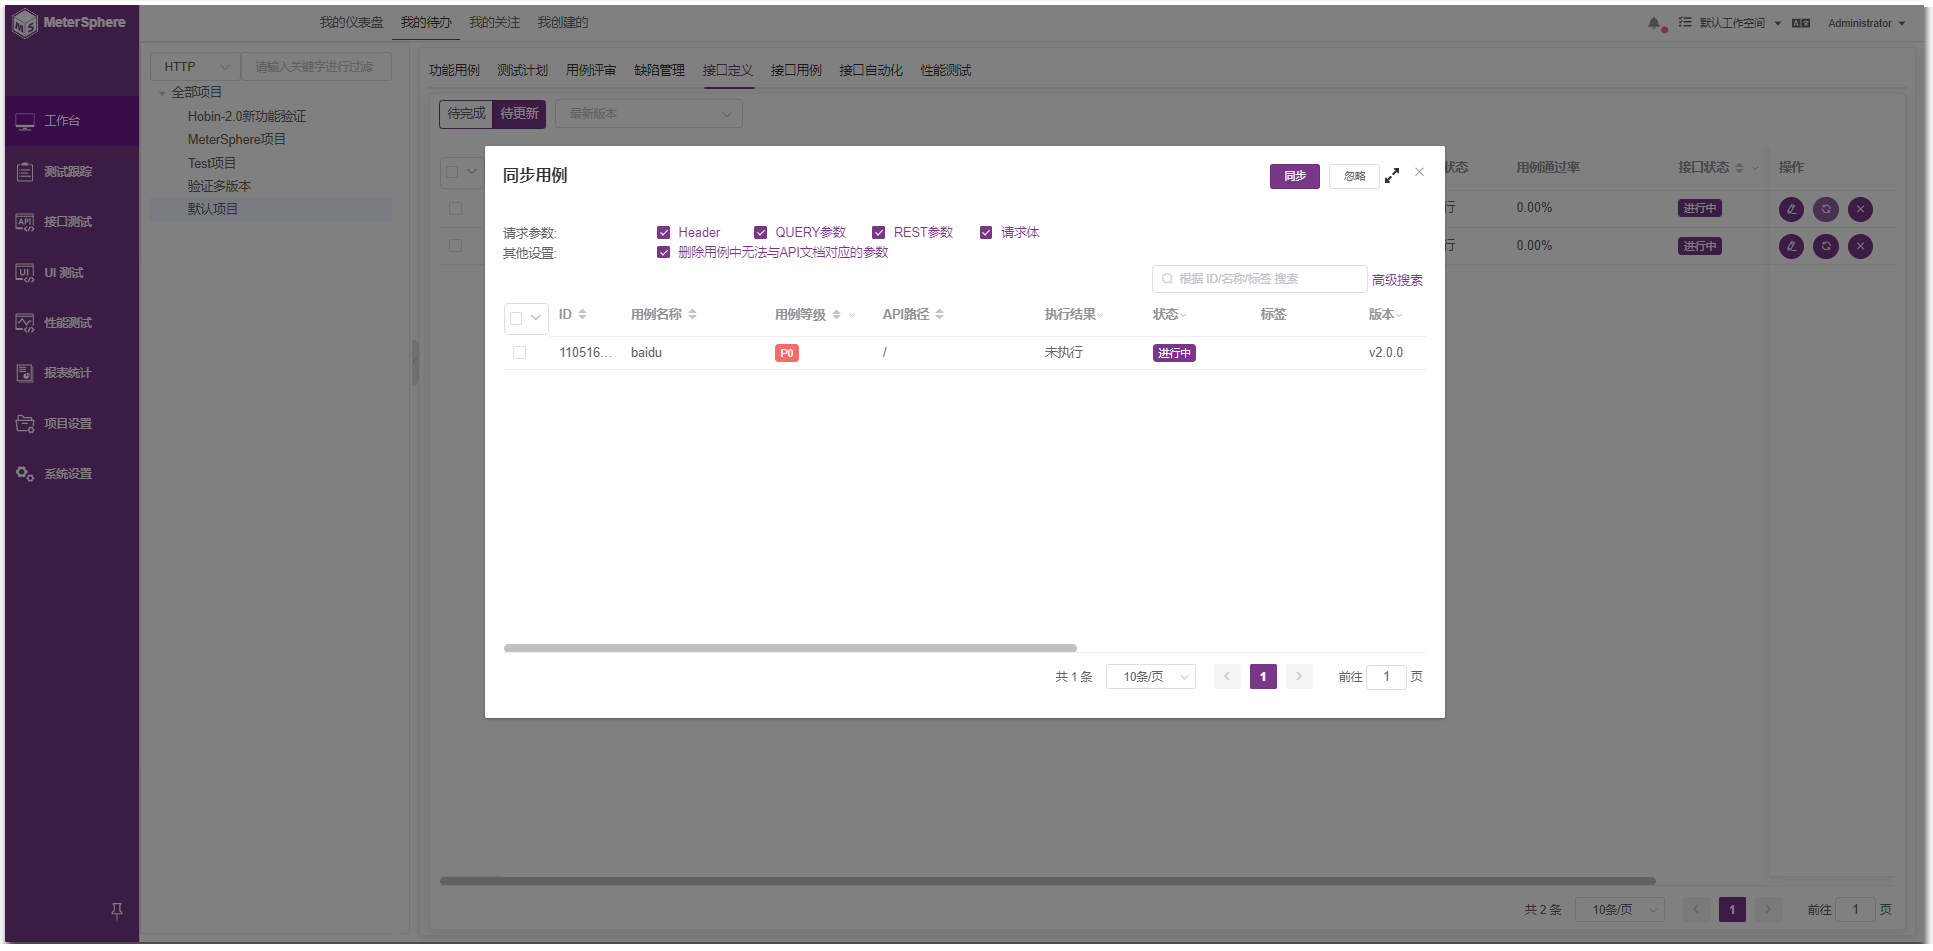 MeterSphere
我的仪表盘 我的待办 我的关注 我创建的
默认工作空间 Administrator
HTTP 请输入关键字进行过滤
全部项目
Hobin-2.0新功能验证
MeterSphere项目
Test项目
验证多版本
默认项目
工作台
测试跟踪
接口测试
UI 测试
性能测试
报表统计
项目设置
系统设置
功能用例 测试计划 用例评审 缺陷管理 接口定义 接口用例 接口自动化 性能测试
待完成 待更新 最新版本
状态 用例通过率 接口状态 操作
行 0.00% 进行中
行 0.00% 进行中
同步用例 同步 忽略
请求参数: Header QUERY参数 REST参数 请求体
其他设置: 删除用例中无法与API文档对应的参数
根据 ID/名称/标签 搜索 高级搜索
ID 用例名称 用例等级 API路径 执行结果 状态 标签 版本
110516... baidu P0 / 未执行 进行中 v2.0.0
共 1 条 10条/页 1 前往 1 页
共 2 条 10条/页 1 前往 1 页